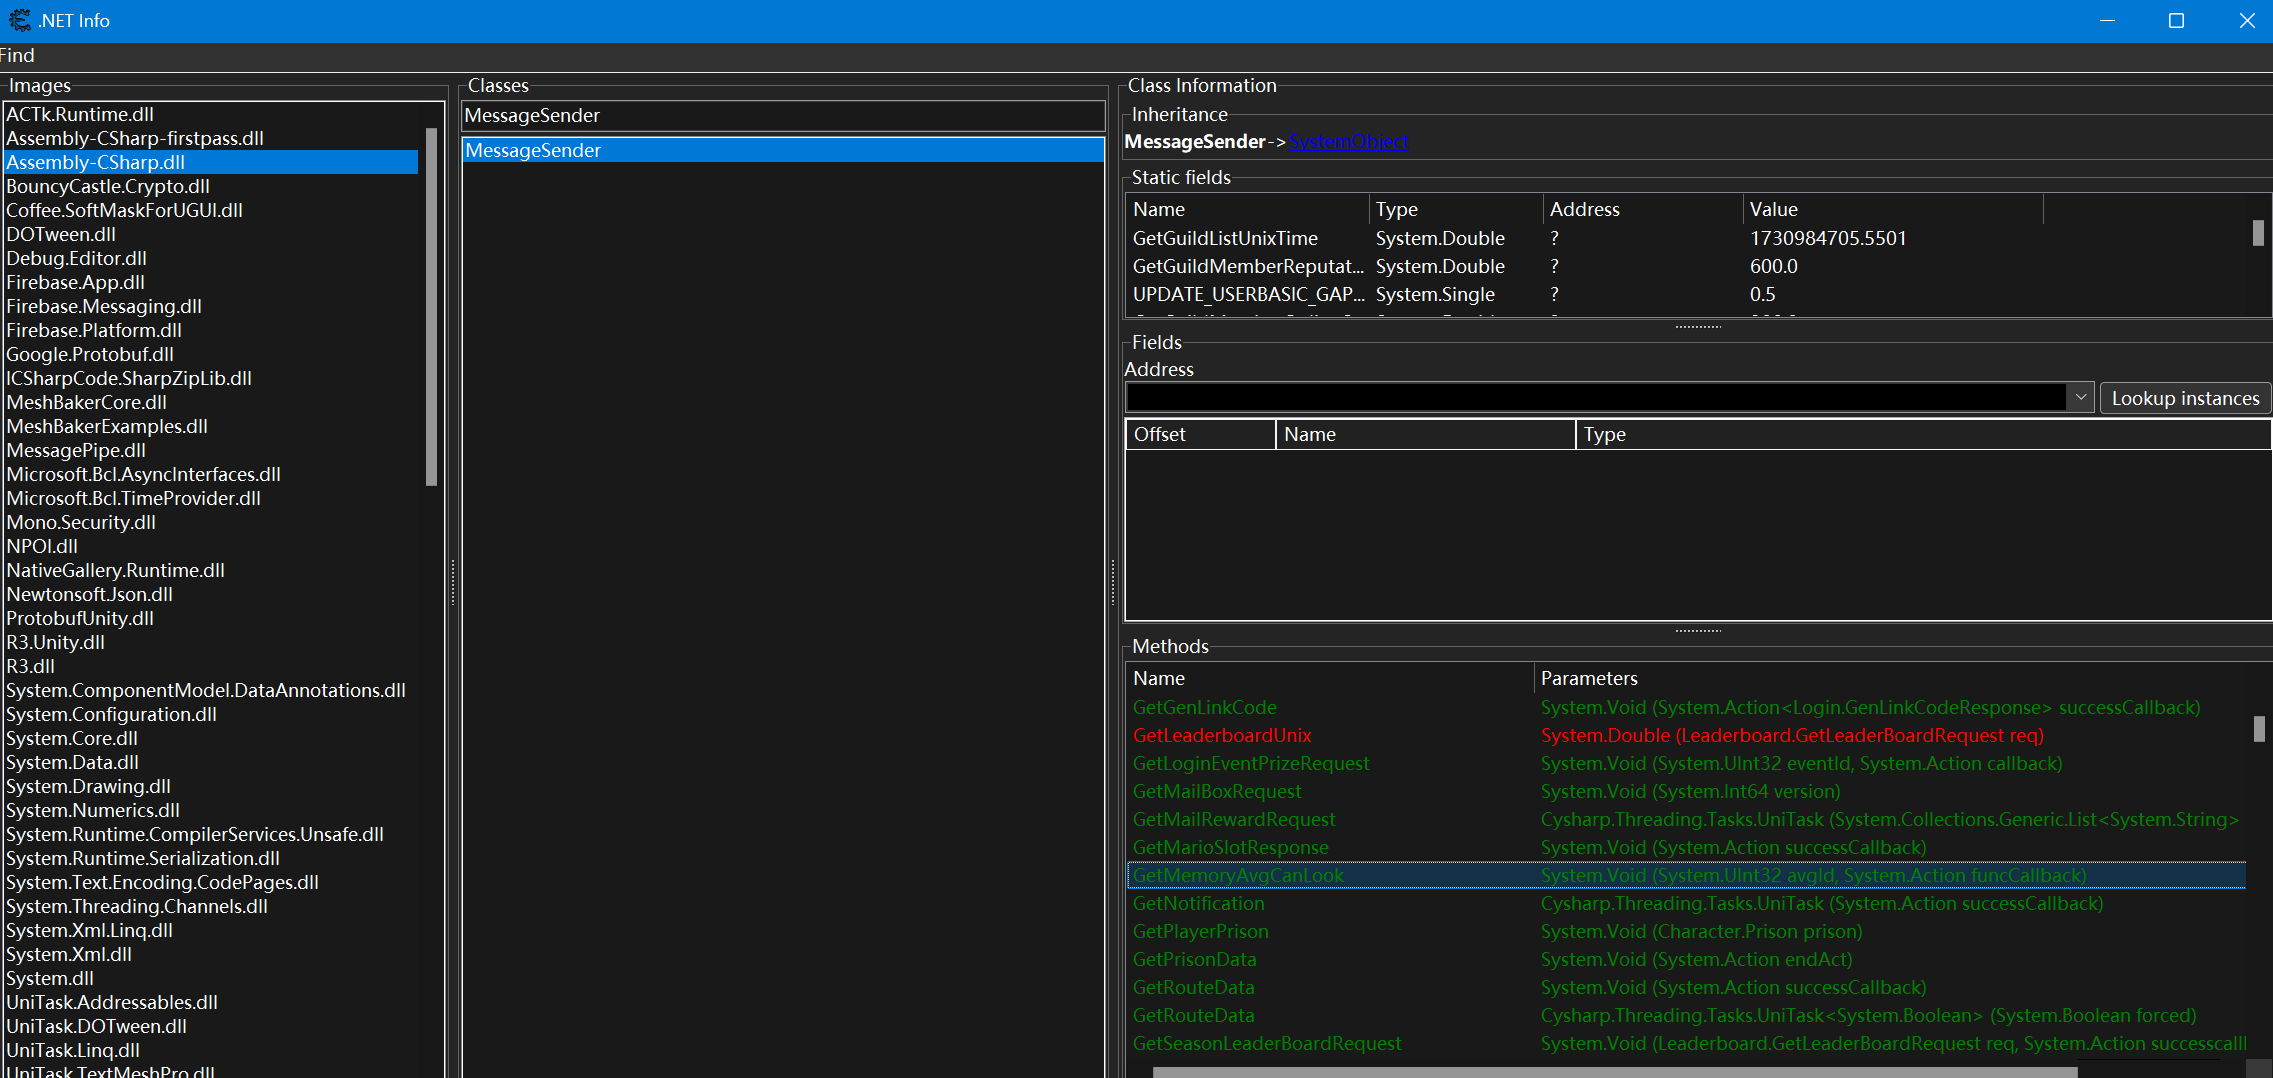 .NET Info
Find
Images
ACTk.Runtime.dll
Assembly-CSharp-firstpass.dll
Assembly-CSharp.dll
BouncyCastle.Crypto.dll
Coffee.SoftMaskForUGUI.dll
DOTween.dll
Debug.Editor.dll
Firebase.App.dll
Firebase.Messaging.dll
Firebase.Platform.dll
Google.Protobuf.dll
ICSharpCode.SharpZipLib.dll
MeshBakerCore.dll
MeshBakerExamples.dll
MessagePipe.dll
Microsoft.Bcl.AsyncInterfaces.dll
Microsoft.Bcl.TimeProvider.dll
Mono.Security.dll
NPOI.dll
NativeGallery.Runtime.dll
Newtonsoft.Json.dll
ProtobufUnity.dll
R3.Unity.dll
R3.dll
System.ComponentModel.DataAnnotations.dll
System.Configuration.dll
System.Core.dll
System.Data.dll
System.Drawing.dll
System.Numerics.dll
System.Runtime.CompilerServices.Unsafe.dll
System.Runtime.Serialization.dll
System.Text.Encoding.CodePages.dll
System.Threading.Channels.dll
System.Xml.Linq.dll
System.Xml.dll
System.dll
UniTask.Addressables.dll
UniTask.DOTween.dll
UniTask.Linq.dll
UniTask.TextMeshPro.dll
Classes
MessageSender
MessageSender
Class Information
Inheritance
MessageSender->SystemObject
Static fields
Name Type Address Value
GetGuildListUnixTime System.Double ? 1730984705.5501
GetGuildMemberReputat... System.Double ? 600.0
UPDATE_USERBASIC_GAP... System.Single ? 0.5
Fields
Address
Lookup instances
Offset Name Type
Methods
Name Parameters
GetGenLinkCode System.Void (System.Action<Login.GenLinkCodeResponse> successCallback)
GetLeaderboardUnix System.Double (Leaderboard.GetLeaderBoardRequest req)
GetLoginEventPrizeRequest System.Void (System.UInt32 eventId, System.Action callback)
GetMailBoxRequest System.Void (System.Int64 version)
GetMailRewardRequest Cysharp.Threading.Tasks.UniTask (System.Collections.Generic.List<System.String>
GetMarioSlotResponse System.Void (System.Action successCallback)
GetMemoryAvgCanLook System.Void (System.UInt32 avgId, System.Action funcCallback)
GetNotification Cysharp.Threading.Tasks.UniTask (System.Action successCallback)
GetPlayerPrison System.Void (Character.Prison prison)
GetPrisonData System.Void (System.Action endAct)
GetRouteData System.Void (System.Action successCallback)
GetRouteData Cysharp.Threading.Tasks.UniTask<System.Boolean> (System.Boolean forced)
GetSeasonLeaderBoardRequest System.Void (Leaderboard.GetLeaderBoardRequest req, System.Action successcall